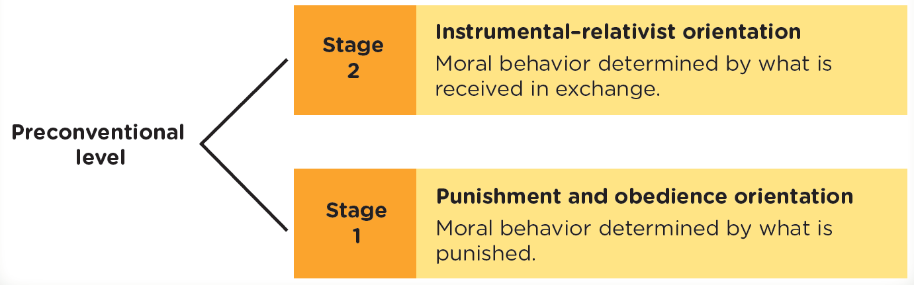 Preconventional
level
Stage
2
Instrumental–relativist orientation
Moral behavior determined by what is
received in exchange.
Stage
1
Punishment and obedience orientation
Moral behavior determined by what is
punished.